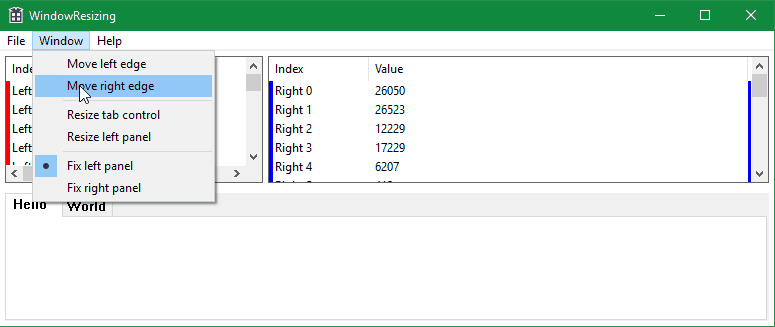 WindowResizing
File Window Help
Move left edge
Move right edge
Resize tab control
Resize left panel
Fix left panel
Fix right panel
Left
Left
Left
Left
Index Value
Right 0 26050
Right 1 26523
Right 2 12229
Right 3 17229
Right 4 6207
Hello World